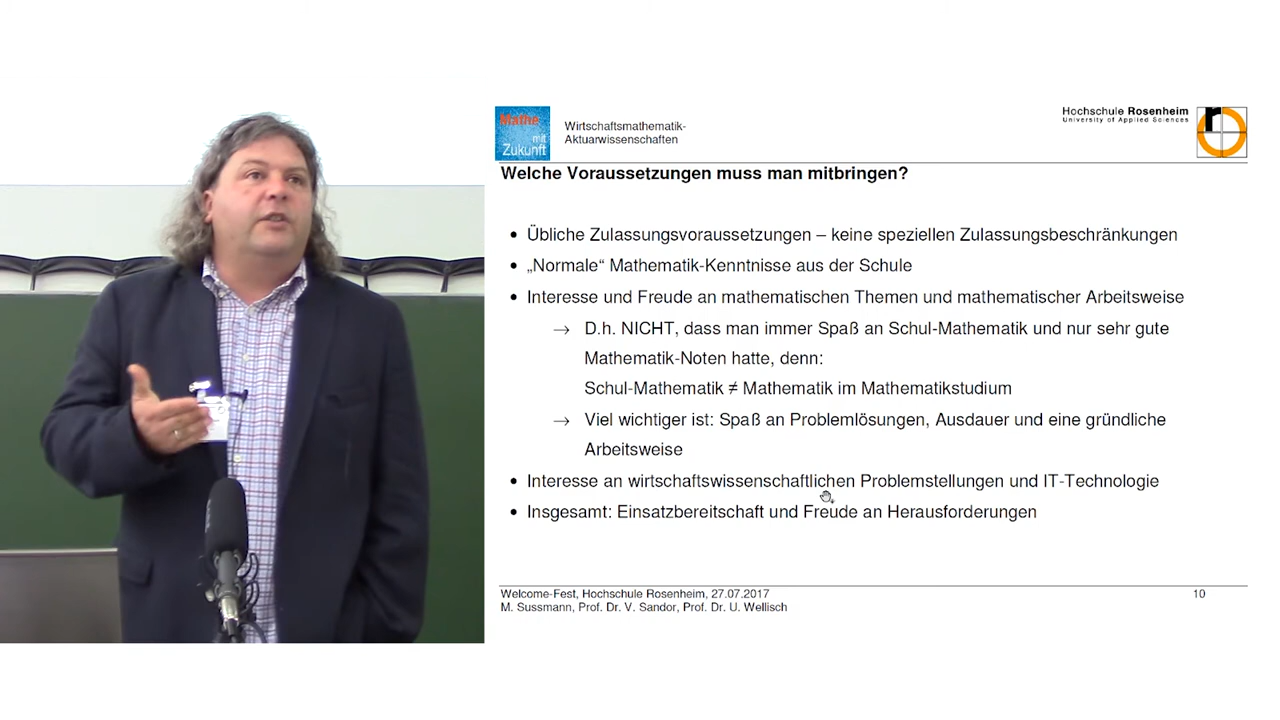 Mathe
mit
Zukunft
Wirtschaftsmathematik-
Aktuarwissenschaften
Hochschule Rosenheim
University of Applied Sciences
r
Welche Voraussetzungen muss man mitbringen?
• Übliche Zulassungsvoraussetzungen – keine speziellen Zulassungsbeschränkungen
• „Normale“ Mathematik-Kenntnisse aus der Schule
• Interesse und Freude an mathematischen Themen und mathematischer Arbeitsweise
→ D.h. NICHT, dass man immer Spaß an Schul-Mathematik und nur sehr gute
Mathematik-Noten hatte, denn:
Schul-Mathematik ≠ Mathematik im Mathematikstudium
→ Viel wichtiger ist: Spaß an Problemlösungen, Ausdauer und eine gründliche
Arbeitsweise
• Interesse an wirtschaftswissenschaftlichen Problemstellungen und IT-Technologie
• Insgesamt: Einsatzbereitschaft und Freude an Herausforderungen
Welcome-Fest, Hochschule Rosenheim, 27.07.2017
10
M. Sussmann, Prof. Dr. V. Sandor, Prof. Dr. U. Wellisch